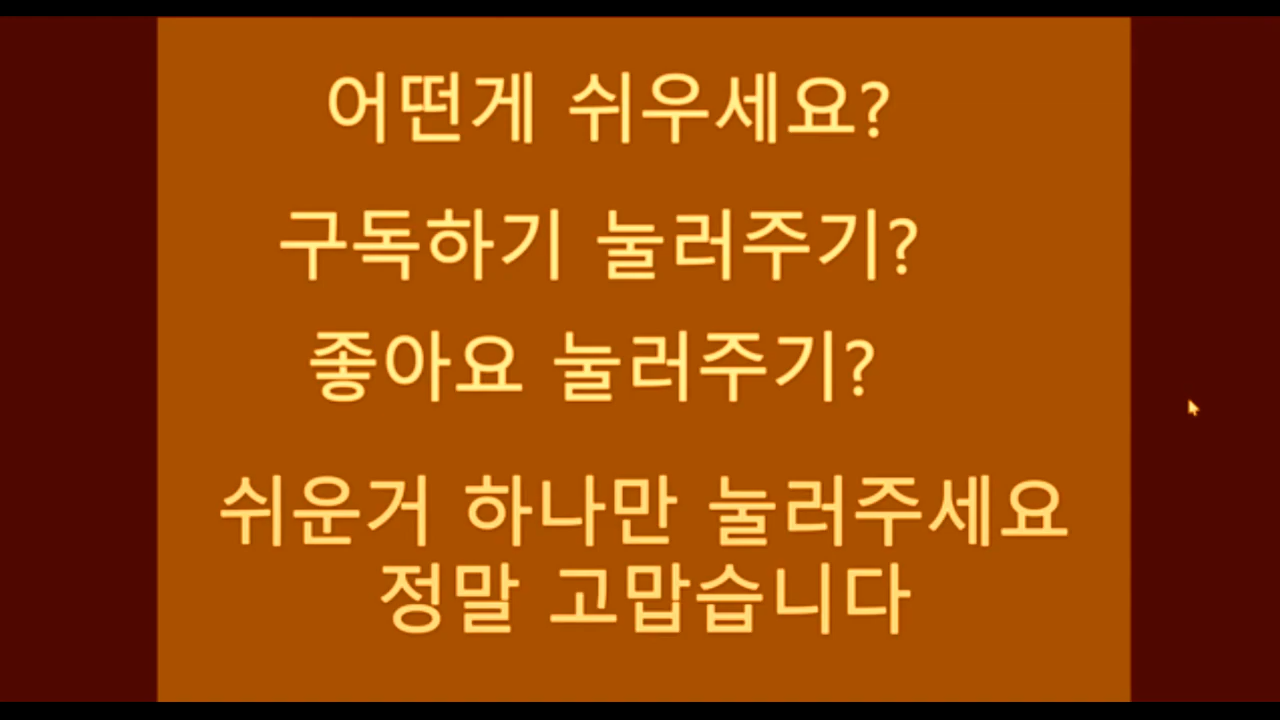 어떤게 쉬우세요?
구독하기 눌러주기?
좋아요 눌러주기?
쉬운거 하나만 눌러주세요
정말 고맙습니다